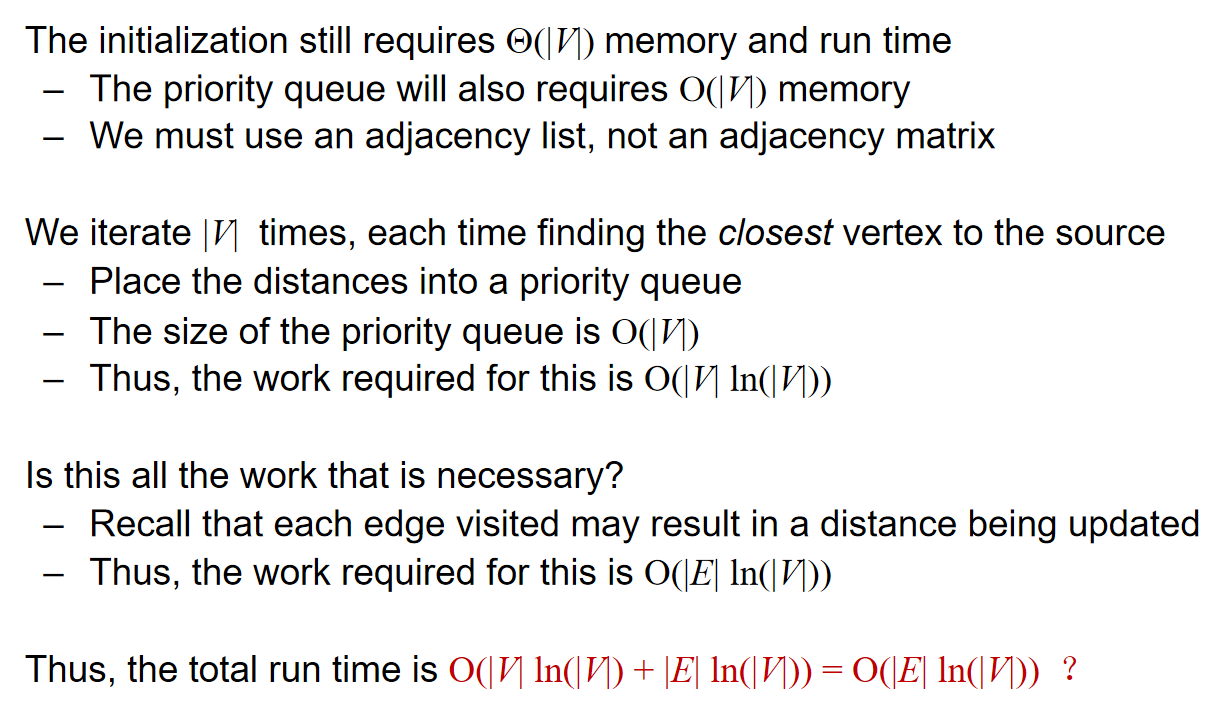 The initialization still requires Θ(|V|) memory and run time
– The priority queue will also requires O(|V|) memory
– We must use an adjacency list, not an adjacency matrix
We iterate |V| times, each time finding the closest vertex to the source
– Place the distances into a priority queue
– The size of the priority queue is O(|V|)
– Thus, the work required for this is O(|V| ln(|V|))
Is this all the work that is necessary?
– Recall that each edge visited may result in a distance being updated
– Thus, the work required for this is O(|E| ln(|V|))
Thus, the total run time is O(|V| ln(|V|) + |E| ln(|V|)) = O(|E| ln(|V|)) ?